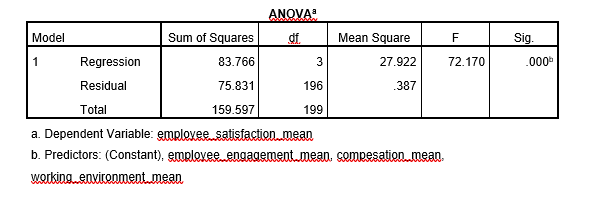 ANOVAᵃ
Model Sum of Squares df Mean Square F Sig.
1 Regression 83.766 3 27.922 72.170 .000ᵇ
Residual 75.831 196 .387
Total 159.597 199
a. Dependent Variable: employee_satisfaction_mean
b. Predictors: (Constant), employee_engagement_mean, compesation_mean,
working_environment_mean